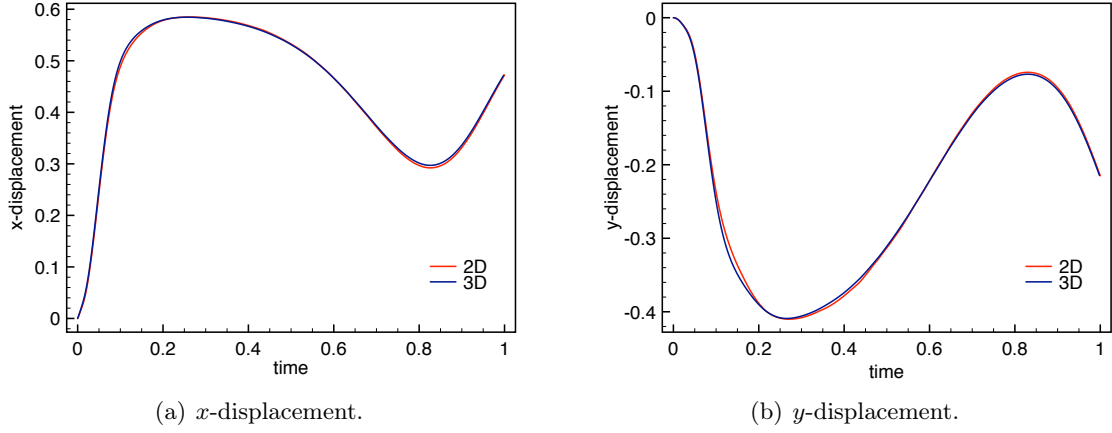 0.6
0.5
0.4
0.3
0.2
0.1
0
x-displacement
2D
3D
0 0.2 0.4 0.6 0.8 1
time
(a) x-displacement.
0
-0.1
-0.2
-0.3
-0.4
y-displacement
2D
3D
0 0.2 0.4 0.6 0.8 1
time
(b) y-displacement.